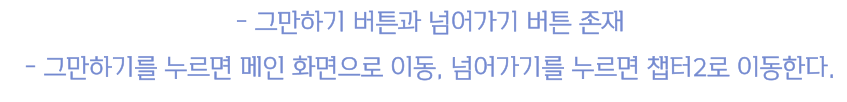 - 그만하기 버튼과 넘어가기 버튼 존재
- 그만하기를 누르면 메인 화면으로 이동, 넘어가기를 누르면 챕터2로 이동한다.